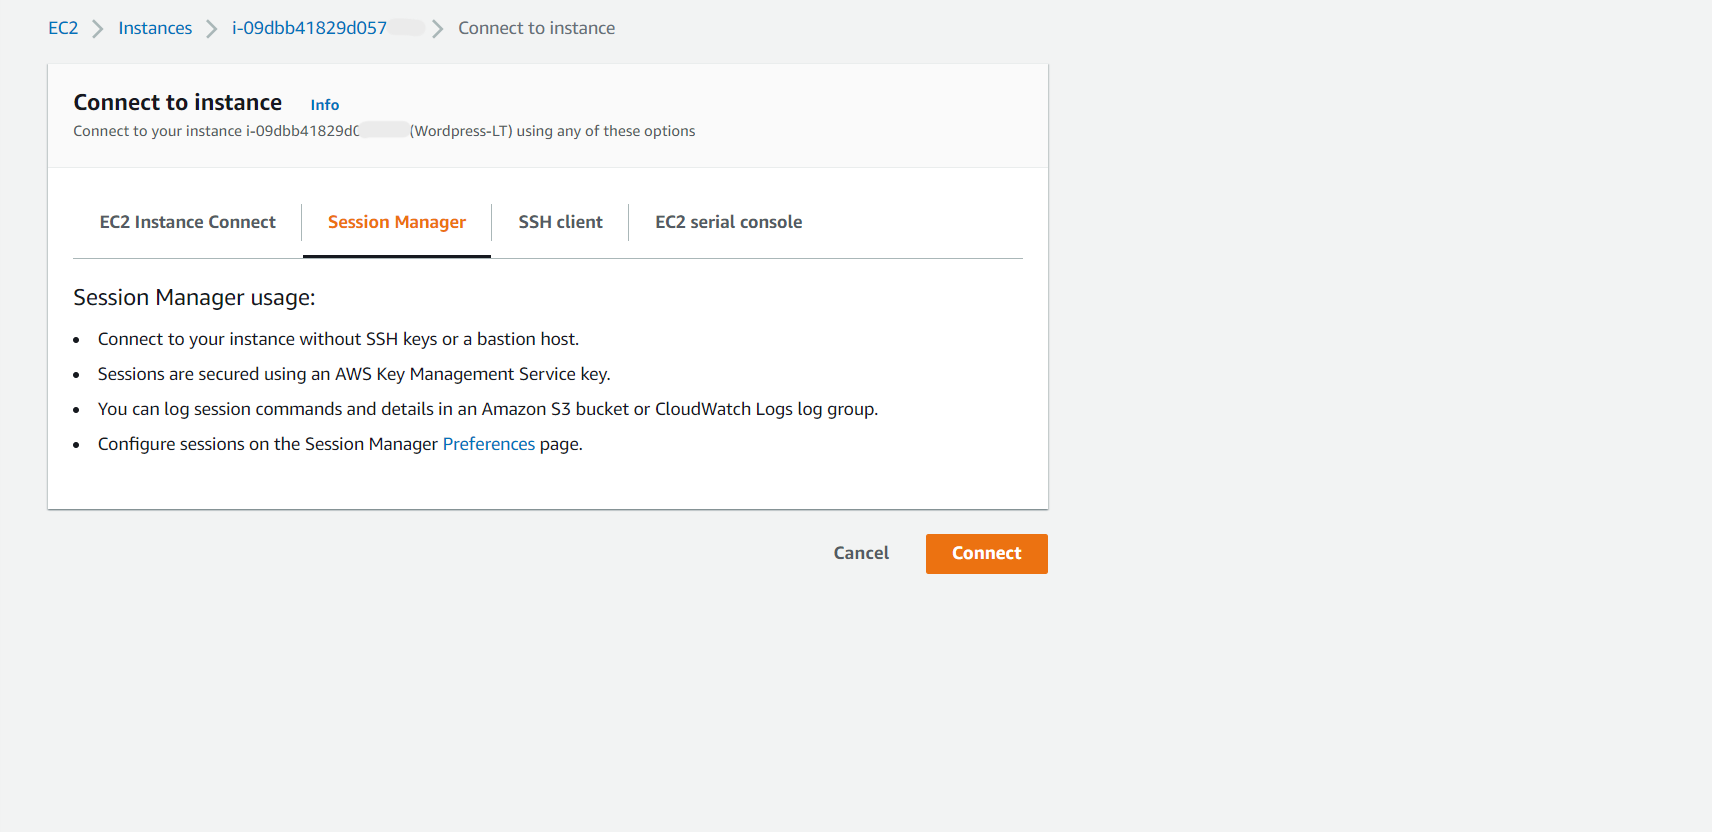 EC2 Instances i-09dbb41829d057 Connect to instance
Connect to instance Info
Connect to your instance i-09dbb41829d0 (Wordpress-LT) using any of these options
EC2 Instance Connect Session Manager SSH client EC2 serial console
Session Manager usage:
Connect to your instance without SSH keys or a bastion host.
Sessions are secured using an AWS Key Management Service key.
You can log session commands and details in an Amazon S3 bucket or CloudWatch Logs log group.
Configure sessions on the Session Manager Preferences page.
Cancel Connect